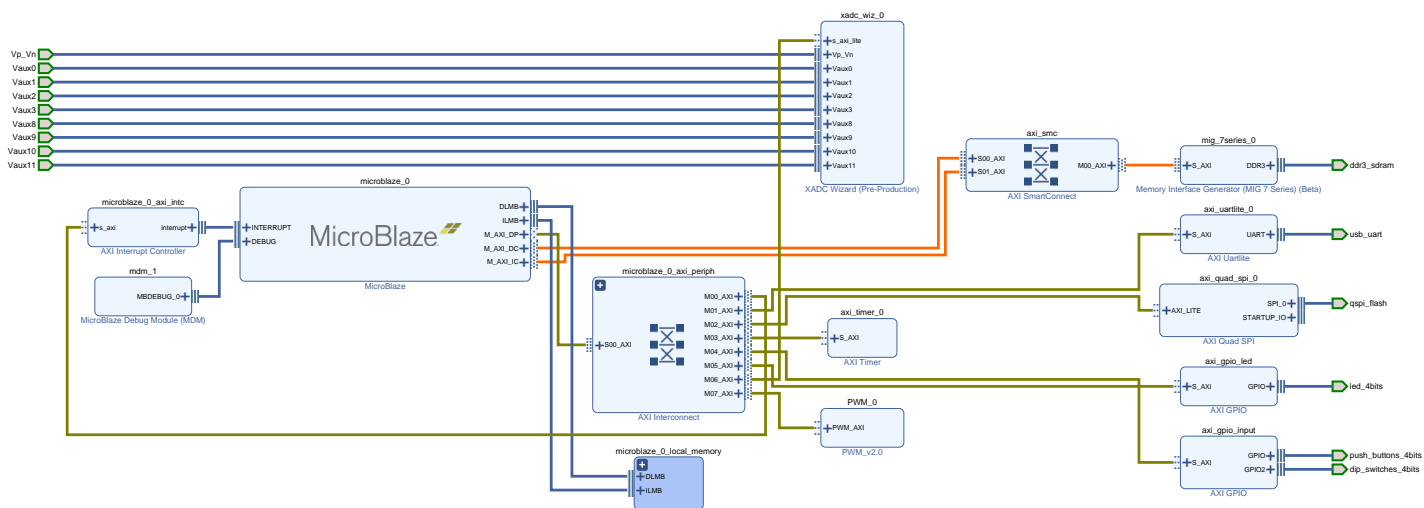 xadc_wiz_0
s_axi_lite
Vp_Vn
Vp_Vn
Vaux0
Vaux0
Vaux1
Vaux1
Vaux2
Vaux2
Vaux3
Vaux3
Vaux8
Vaux8
Vaux9
Vaux9
Vaux10
Vaux10
Vaux11
Vaux11
XADC Wizard (Pre-Production)
axi_smc
S00_AXI
S01_AXI
M00_AXI
AXI SmartConnect
mig_7series_0
S_AXI
DDR3
ddr3_sdram
Memory Interface Generator (MIG 7 Series) (Beta)
microblaze_0_axi_intc
s_axi
interrupt
AXI Interrupt Controller
mdm_1
MBDEBUG_0
MicroBlaze Debug Module (MDM)
microblaze_0
INTERRUPT
DEBUG
MicroBlaze
DLMB
ILMB
M_AXI_DP
M_AXI_DC
M_AXI_IC
MicroBlaze
microblaze_0_axi_periph
S00_AXI
M00_AXI
M01_AXI
M02_AXI
M03_AXI
M04_AXI
M05_AXI
M06_AXI
M07_AXI
AXI Interconnect
microblaze_0_local_memory
DLMB
ILMB
axi_timer_0
S_AXI
AXI Timer
PWM_0
PWM_AXI
PWM_v2.0
axi_uartlite_0
S_AXI
UART
usb_uart
AXI Uartlite
axi_quad_spi_0
AXI_LITE
SPI_0
STARTUP_IO
qspi_flash
AXI Quad SPI
axi_gpio_led
S_AXI
GPIO
led_4bits
AXI GPIO
axi_gpio_input
S_AXI
GPIO
GPIO2
push_buttons_4bits
dip_switches_4bits
AXI GPIO